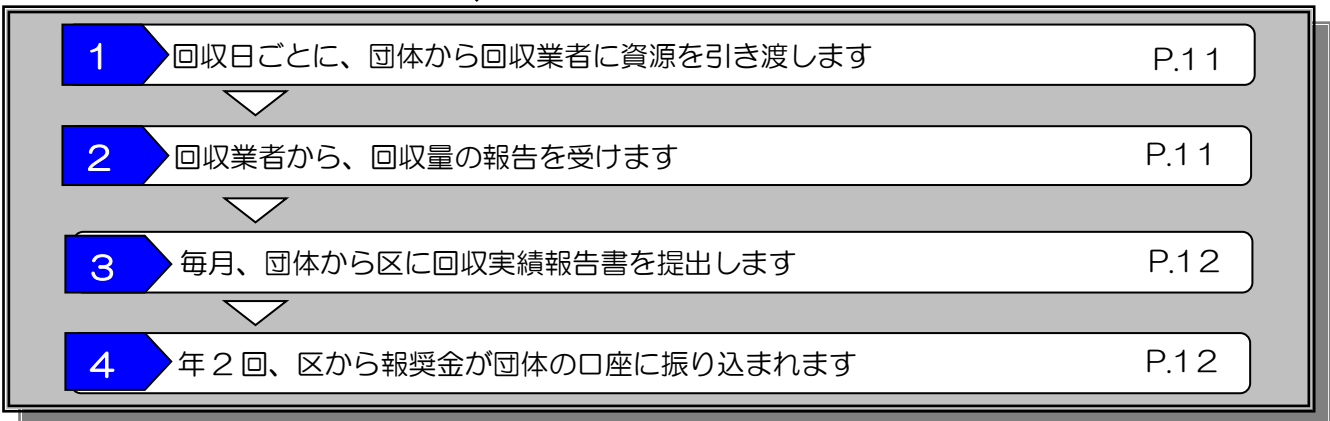 1 回収日ごとに、団体から回収業者に資源を引き渡します P.11
2 回収業者から、回収量の報告を受けます P.11
3 毎月、団体から区に回収実績報告書を提出します P.12
4 年２回、区から報奨金が団体の口座に振り込まれます P.12